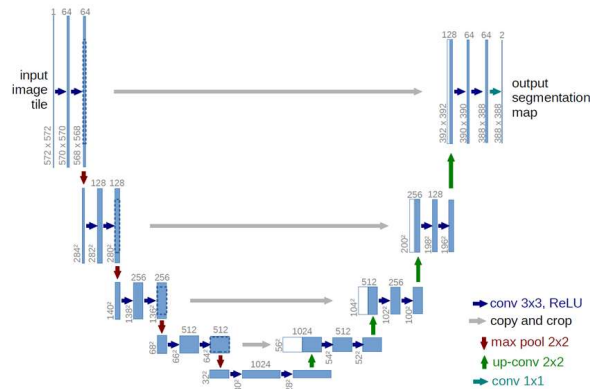 1 64 64
128 64 64 2
input
image
tile
output
segmentation
map
572 x 572
570 x 570
568 x 568
392 x 392
390 x 390
388 x 388
388 x 388
128 128
256 128
284²
282²
280²
200²
198²
196²
256 256
512 256
140²
138²
136²
104²
102²
100²
512 512
1024 512
68²
66²
64²
56²
54²
52²
1024
32²
30²
28²
conv 3x3, ReLU
copy and crop
max pool 2x2
up-conv 2x2
conv 1x1